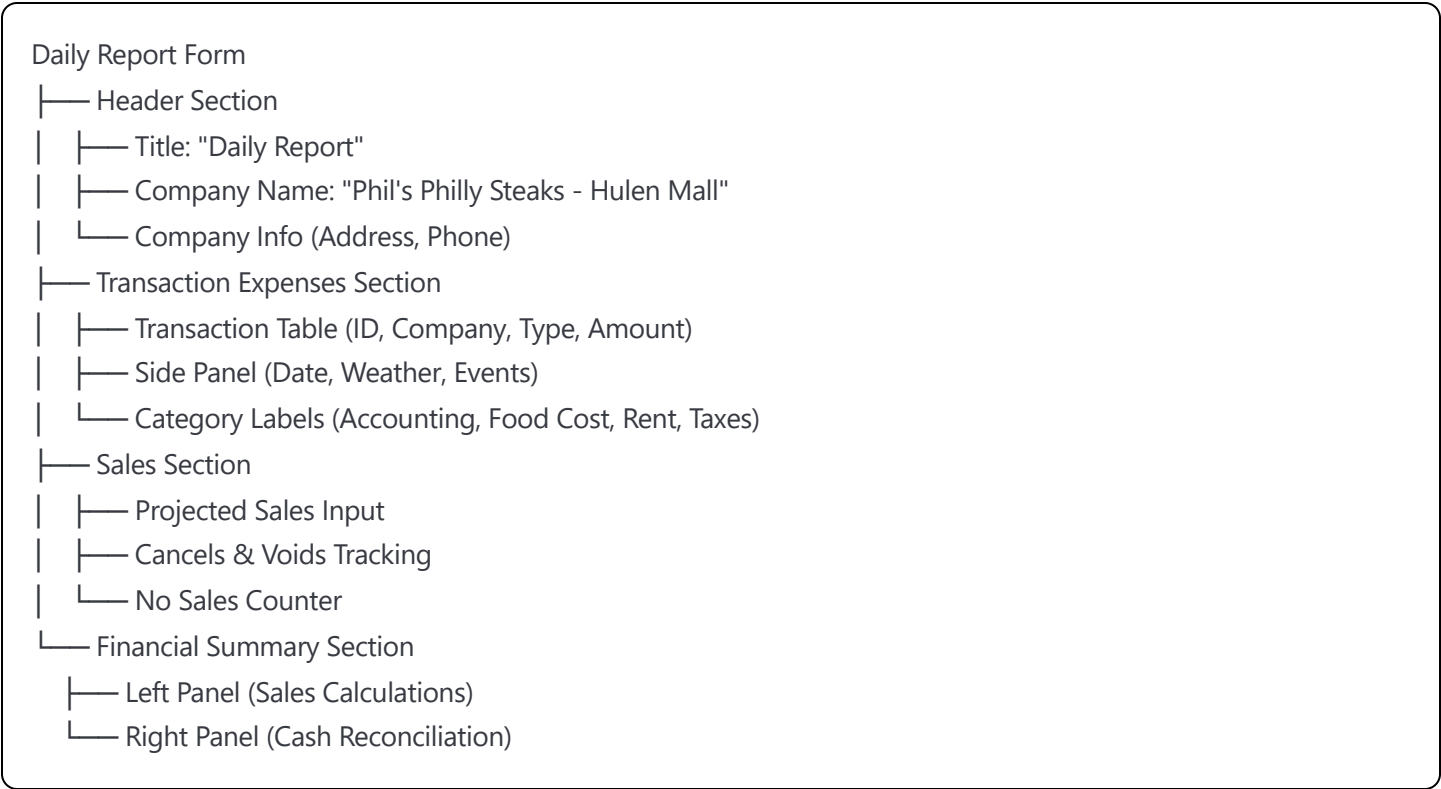 Daily Report Form
├── Header Section
│   ├── Title: "Daily Report"
│   ├── Company Name: "Phil's Philly Steaks - Hulen Mall"
│   └── Company Info (Address, Phone)
├── Transaction Expenses Section
│   ├── Transaction Table (ID, Company, Type, Amount)
│   ├── Side Panel (Date, Weather, Events)
│   └── Category Labels (Accounting, Food Cost, Rent, Taxes)
├── Sales Section
│   ├── Projected Sales Input
│   ├── Cancels & Voids Tracking
│   └── No Sales Counter
└── Financial Summary Section
    ├── Left Panel (Sales Calculations)
    └── Right Panel (Cash Reconciliation)